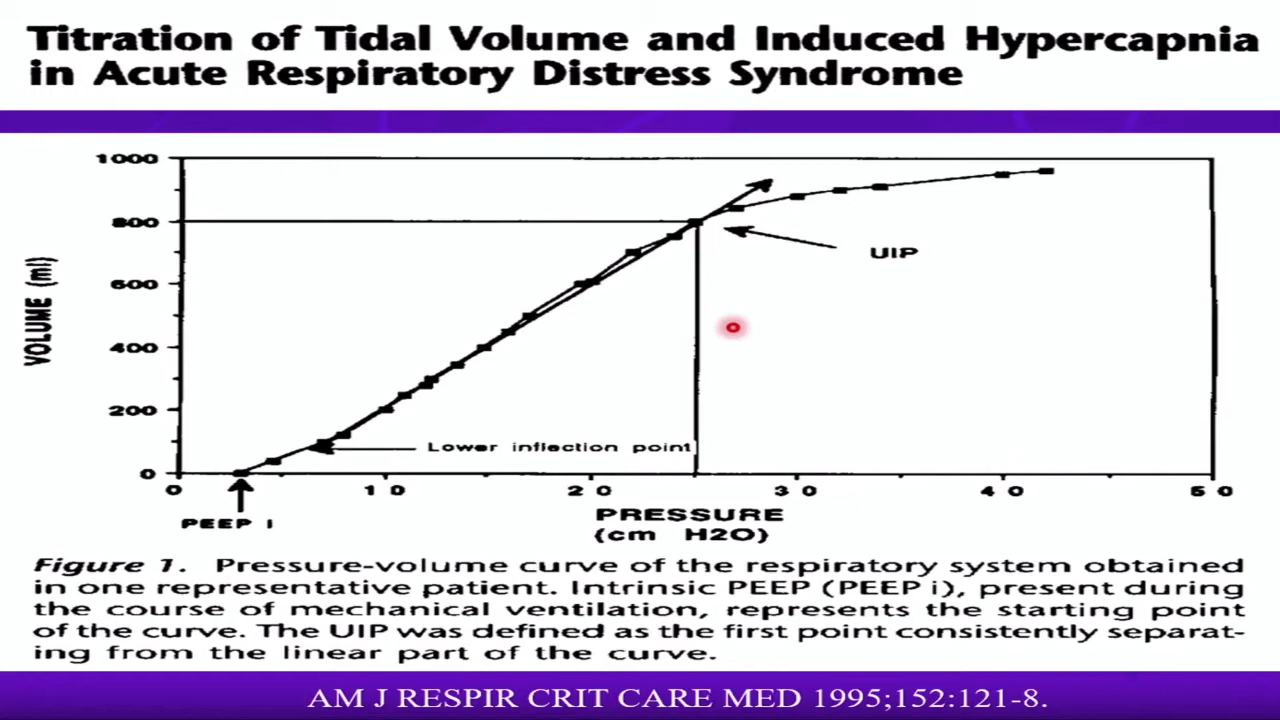 Titration of Tidal Volume and Induced Hypercapnia
in Acute Respiratory Distress Syndrome
1000
800
600
400
200
0
VOLUME (ml)
UIP
Lower inflection point
0 10 20 30 40 50
PEEP i
PRESSURE
(cm H2O)
Figure 1. Pressure-volume curve of the respiratory system obtained
in one representative patient. Intrinsic PEEP (PEEP i), present during
the course of mechanical ventilation, represents the starting point
of the curve. The UIP was defined as the first point consistently separat-
ing from the linear part of the curve.
AM J RESPIR CRIT CARE MED 1995;152:121-8.